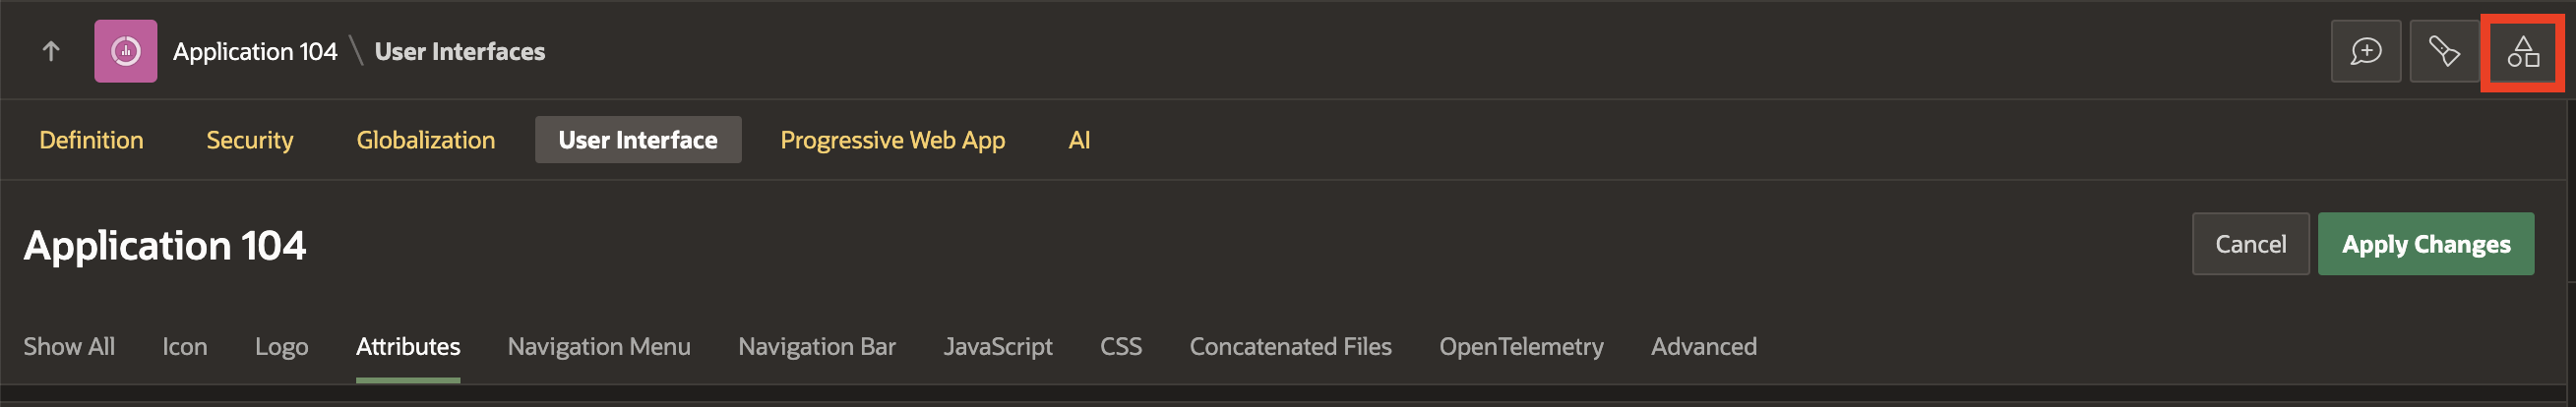 Application 104 \ User Interfaces
Definition Security Globalization User Interface Progressive Web App AI
Application 104 Cancel Apply Changes
Show All Icon Logo Attributes Navigation Menu Navigation Bar JavaScript CSS Concatenated Files OpenTelemetry Advanced